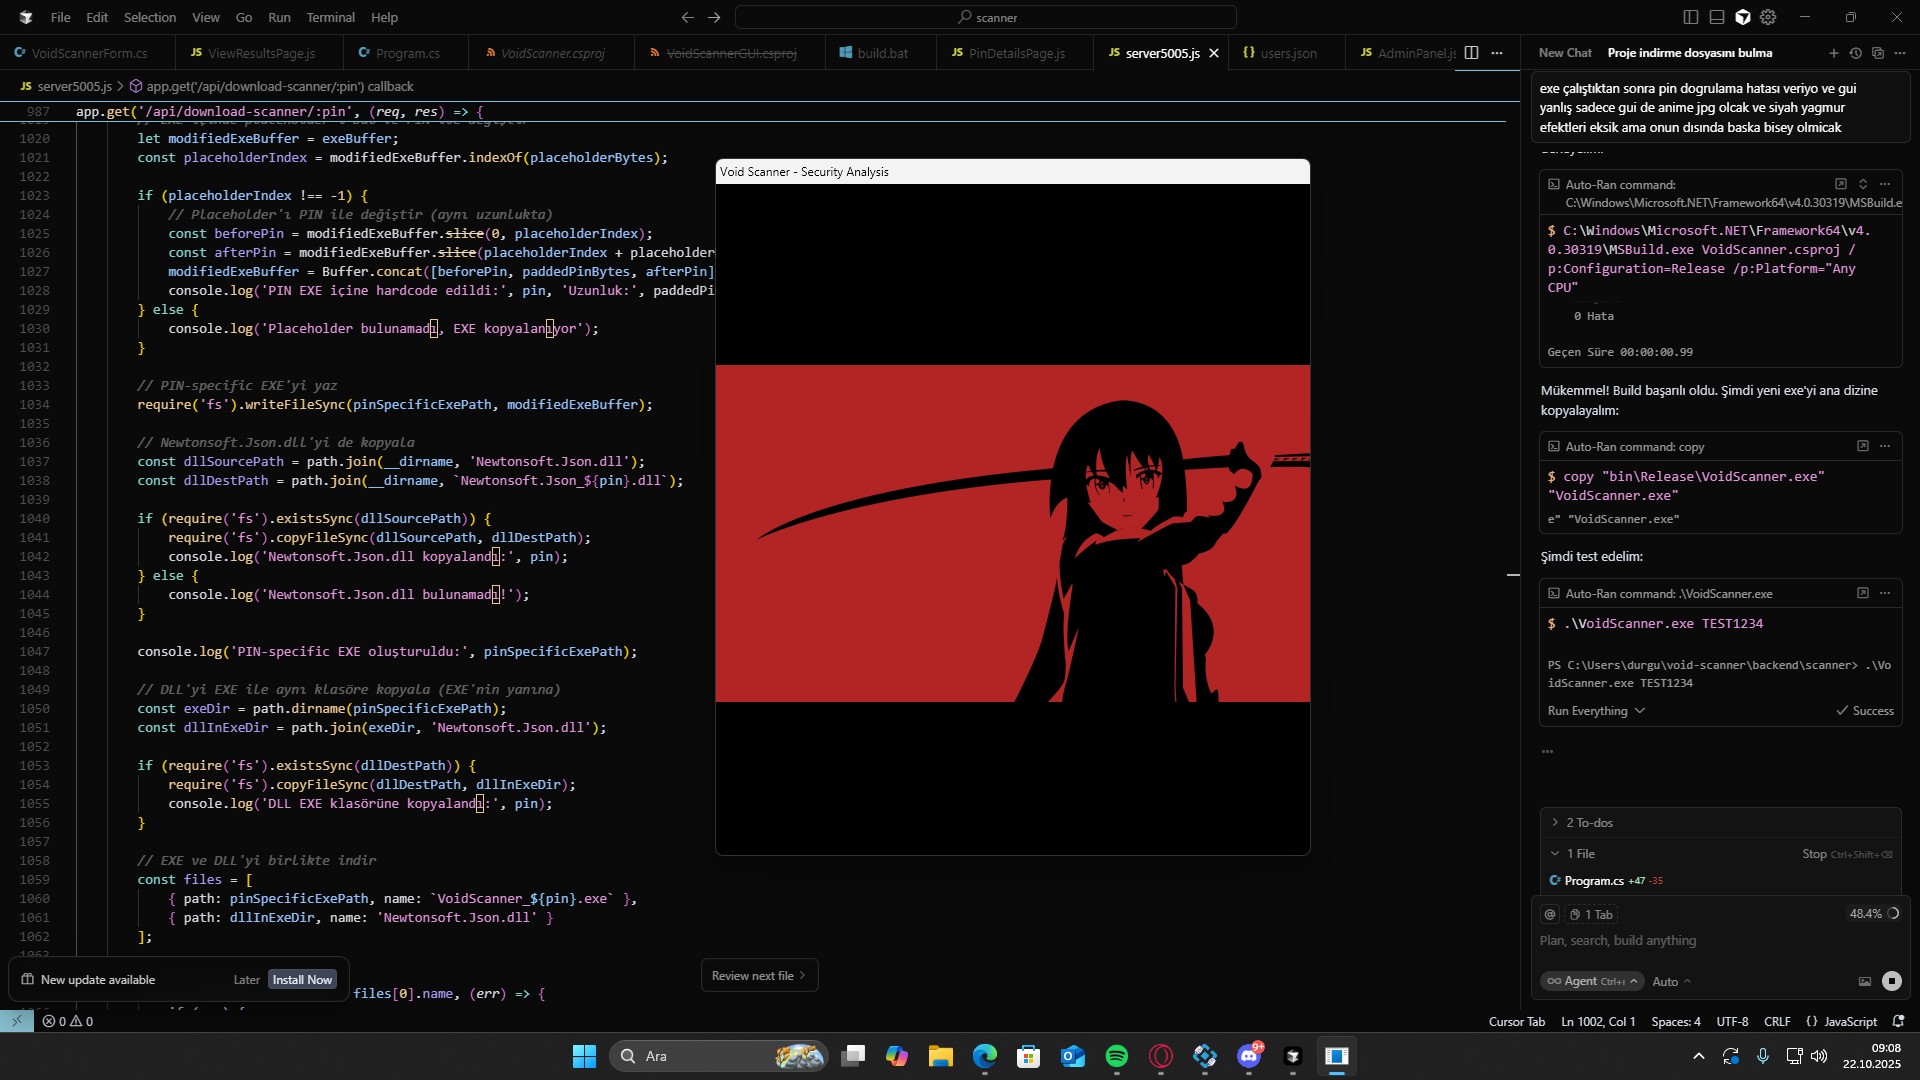 File Edit Selection View Go Run Terminal Help
scanner
VoidScannerForm.cs
JS ViewResultsPage.js
Program.cs
VoidScanner.csproj
VoidScannerGUI.csproj
build.bat
JS PinDetailsPage.js
JS server5005.js
{} users.json
JS AdminPanel.js
JS server5005.js > app.get('/api/download-scanner/:pin') callback
987 app.get('/api/download-scanner/:pin', (req, res) => {
1020 let modifiedExeBuffer = exeBuffer;
1021 const placeholderIndex = modifiedExeBuffer.indexOf(placeholderBytes);
1022
1023 if (placeholderIndex !== -1) {
1024 // Placeholder'ı PIN ile değiştir (aynı uzunlukta)
1025 const beforePin = modifiedExeBuffer.slice(0, placeholderIndex);
1026 const afterPin = modifiedExeBuffer.slice(placeholderIndex + placeholder
1027 modifiedExeBuffer = Buffer.concat([beforePin, paddedPinBytes, afterPin]
1028 console.log('PIN EXE içine hardcode edildi:', pin, 'Uzunluk:', paddedPi
1029 } else {
1030 console.log('Placeholder bulunamadı, EXE kopyalanıyor');
1031 }
1032
1033 // PIN-specific EXE'yi yaz
1034 require('fs').writeFileSync(pinSpecificExePath, modifiedExeBuffer);
1035
1036 // Newtonsoft.Json.dll'yi de kopyala
1037 const dllSourcePath = path.join(__dirname, 'Newtonsoft.Json.dll');
1038 const dllDestPath = path.join(__dirname, `Newtonsoft.Json_${pin}.dll`);
1039
1040 if (require('fs').existsSync(dllSourcePath)) {
1041 require('fs').copyFileSync(dllSourcePath, dllDestPath);
1042 console.log('Newtonsoft.Json.dll kopyalandı:', pin);
1043 } else {
1044 console.log('Newtonsoft.Json.dll bulunamadı!');
1045 }
1046
1047 console.log('PIN-specific EXE oluşturuldu:', pinSpecificExePath);
1048
1049 // DLL'yi EXE ile aynı klasöre kopyala (EXE'nin yanına)
1050 const exeDir = path.dirname(pinSpecificExePath);
1051 const dllInExeDir = path.join(exeDir, 'Newtonsoft.Json.dll');
1052
1053 if (require('fs').existsSync(dllDestPath)) {
1054 require('fs').copyFileSync(dllDestPath, dllInExeDir);
1055 console.log('DLL EXE klasörüne kopyalandı:', pin);
1056 }
1057
1058 // EXE ve DLL'yi birlikte indir
1059 const files = [
1060 { path: pinSpecificExePath, name: `VoidScanner_${pin}.exe` },
1061 { path: dllInExeDir, name: 'Newtonsoft.Json.dll' }
1062 ];
1063
files[0].name, (err) => {
New update available
Later Install Now
Review next file
Void Scanner - Security Analysis
New Chat Proje indirme dosyasını bulma
exe çalıştıktan sonra pin dogrulama hatası veriyo ve gui
yanlış sadece gui de anime jpg olcak ve siyah yagmur
efektleri eksik ama onun dısında baska bisey olmicak
Auto-Ran command:
C:\Windows\Microsoft.NET\Framework64\v4.0.30319\MSBuild.e
$ C:\Windows\Microsoft.NET\Framework64\v4.
0.30319\MSBuild.exe VoidScanner.csproj /
p:Configuration=Release /p:Platform="Any
CPU"
0 Hata
Geçen Süre 00:00:00.99
Mükemmel! Build başarılı oldu. Şimdi yeni exe'yi ana dizine
kopyalayalım:
Auto-Ran command: copy
$ copy "bin\Release\VoidScanner.exe"
"VoidScanner.exe"
e" "VoidScanner.exe"
Şimdi test edelim:
Auto-Ran command: .\VoidScanner.exe
$ .\VoidScanner.exe TEST1234
PS C:\Users\durgu\void-scanner\backend\scanner> .\Vo
idScanner.exe TEST1234
Run Everything
Success
2 To-dos
1 File
Stop Ctrl+Shift+⌫
Program.cs +47 -35
@ 1 Tab
48.4%
Plan, search, build anything
Agent Ctrl+I
Auto
0 0
Cursor Tab
Ln 1002, Col 1
Spaces: 4
UTF-8
CRLF
{} JavaScript
Ara
9+
09:08
22.10.2025